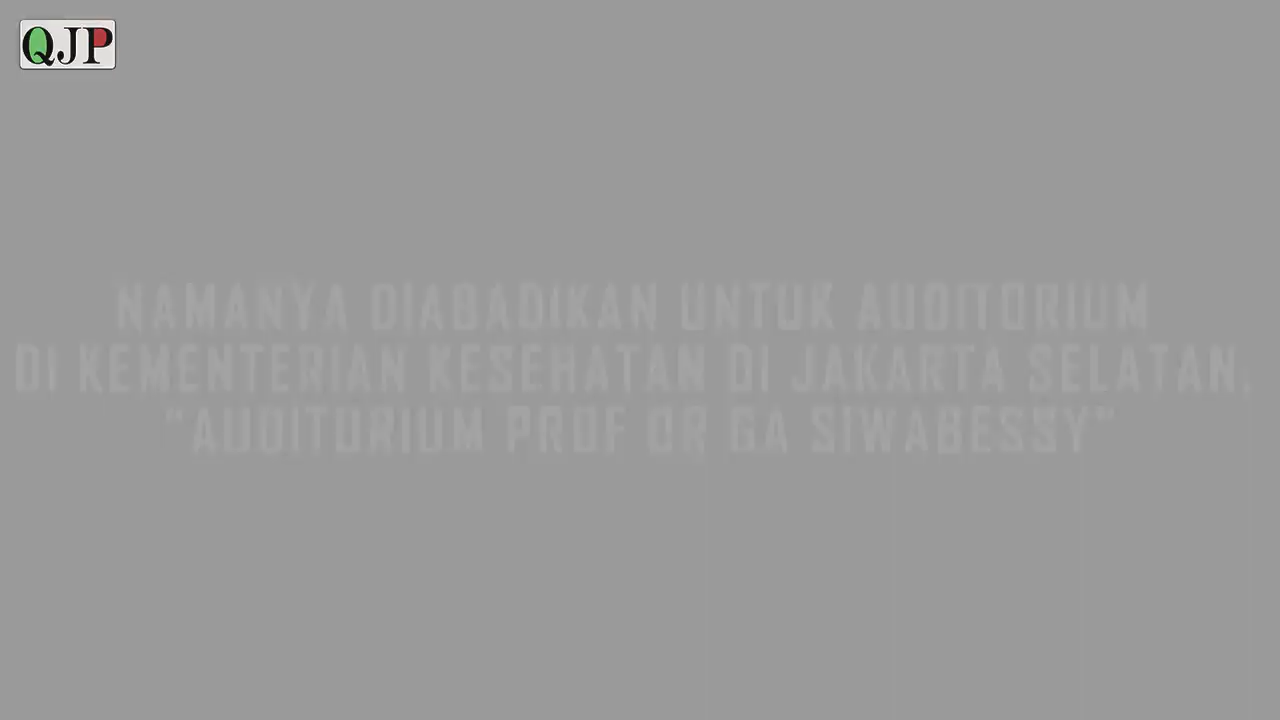 QJP
NAMANYA DIABADIKAN UNTUK AUDITORIUM
DI KEMENTERIAN KESEHATAN DI JAKARTA SELATAN,
"AUDITORIUM PROF DR GA SIWABESSY"